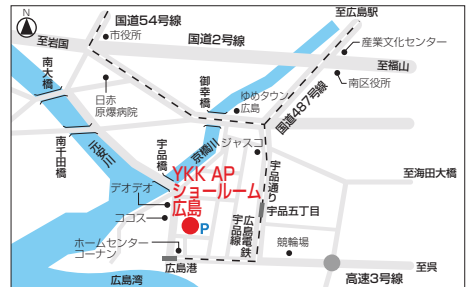 N
国道54号線
至広島駅
市役所
至岩国
国道2号線
産業文化センター
至福山
南大橋
御幸橋
南区役所
日赤
原爆病院
ゆめタウン
広島
国道487号線
南千田橋
元安川
宇品橋
京橋川
ジャスコ
YKK AP
ショールーム
広島
宇品通り
至海田大橋
デオデオ
ココス
宇品五丁目
P
広島電鉄
宇品線
ホームセンター
コーナン
競輪場
広島港
至呉
広島湾
高速3号線